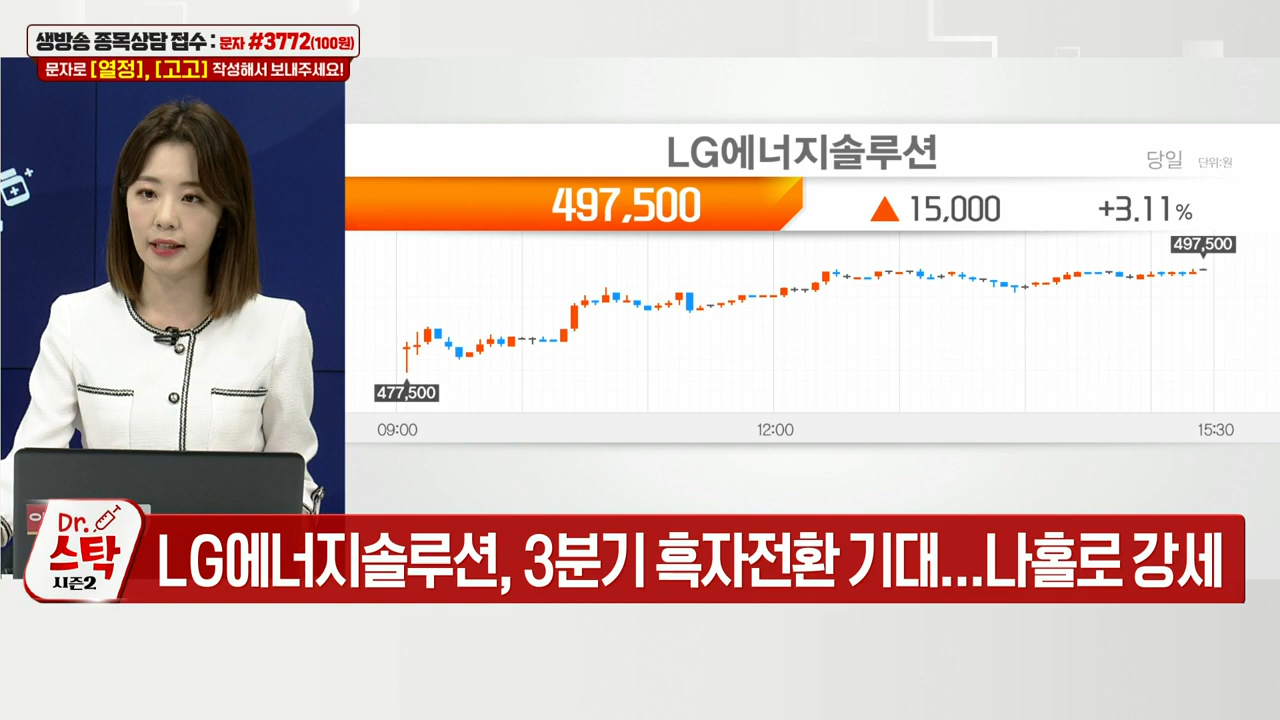 생방송 종목상담 접수 : 문자 #3772(100원)
문자로 [열정], [고고] 작성해서 보내주세요!
LG에너지솔루션
당일 단위:원
497,500 ▲ 15,000 +3.11%
497,500
477,500
09:00 12:00 15:30
Dr.
스탁
시즌2
LG에너지솔루션, 3분기 흑자전환 기대...나홀로 강세